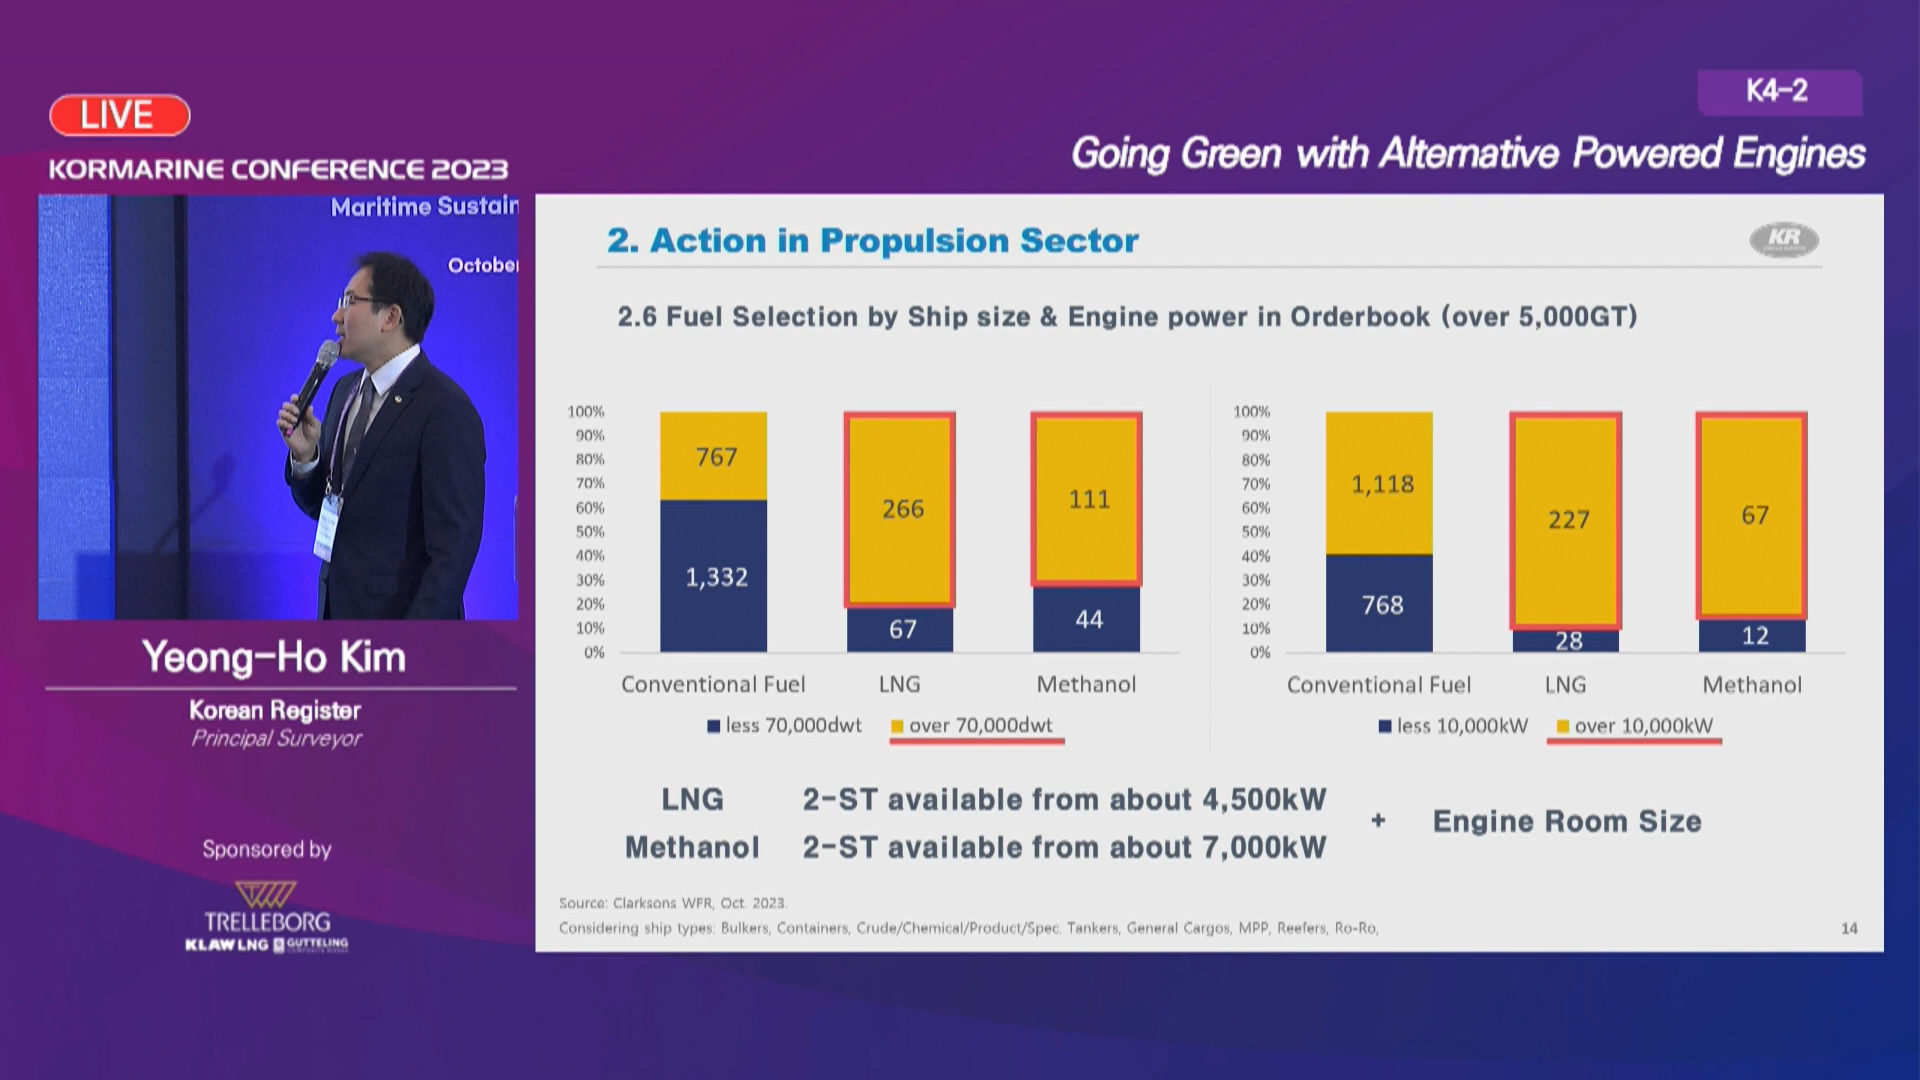 LIVE
KORMARINE CONFERENCE 2023
K4-2
Going Green with Alternative Powered Engines
Maritime Sustain
October
Yeong-Ho Kim
Korean Register
Principal Surveyor
Sponsored by
TRELLEBORG
KLAW LNG GUTTELING
2. Action in Propulsion Sector
KR
2.6 Fuel Selection by Ship size & Engine power in Orderbook (over 5,000GT)
100%
90%
80%
70%
60%
50%
40%
30%
20%
10%
0%
767
1,332
266
67
111
44
Conventional Fuel LNG Methanol
less 70,000dwt over 70,000dwt
100%
90%
80%
70%
60%
50%
40%
30%
20%
10%
0%
1,118
768
227
28
67
12
Conventional Fuel LNG Methanol
less 10,000kW over 10,000kW
LNG 2-ST available from about 4,500kW
Methanol 2-ST available from about 7,000kW
+ Engine Room Size
Source: Clarksons WFR, Oct. 2023.
Considering ship types: Bulkers, Containers, Crude/Chemical/Product/Spec. Tankers, General Cargos, MPP, Reefers, Ro-Ro,
14